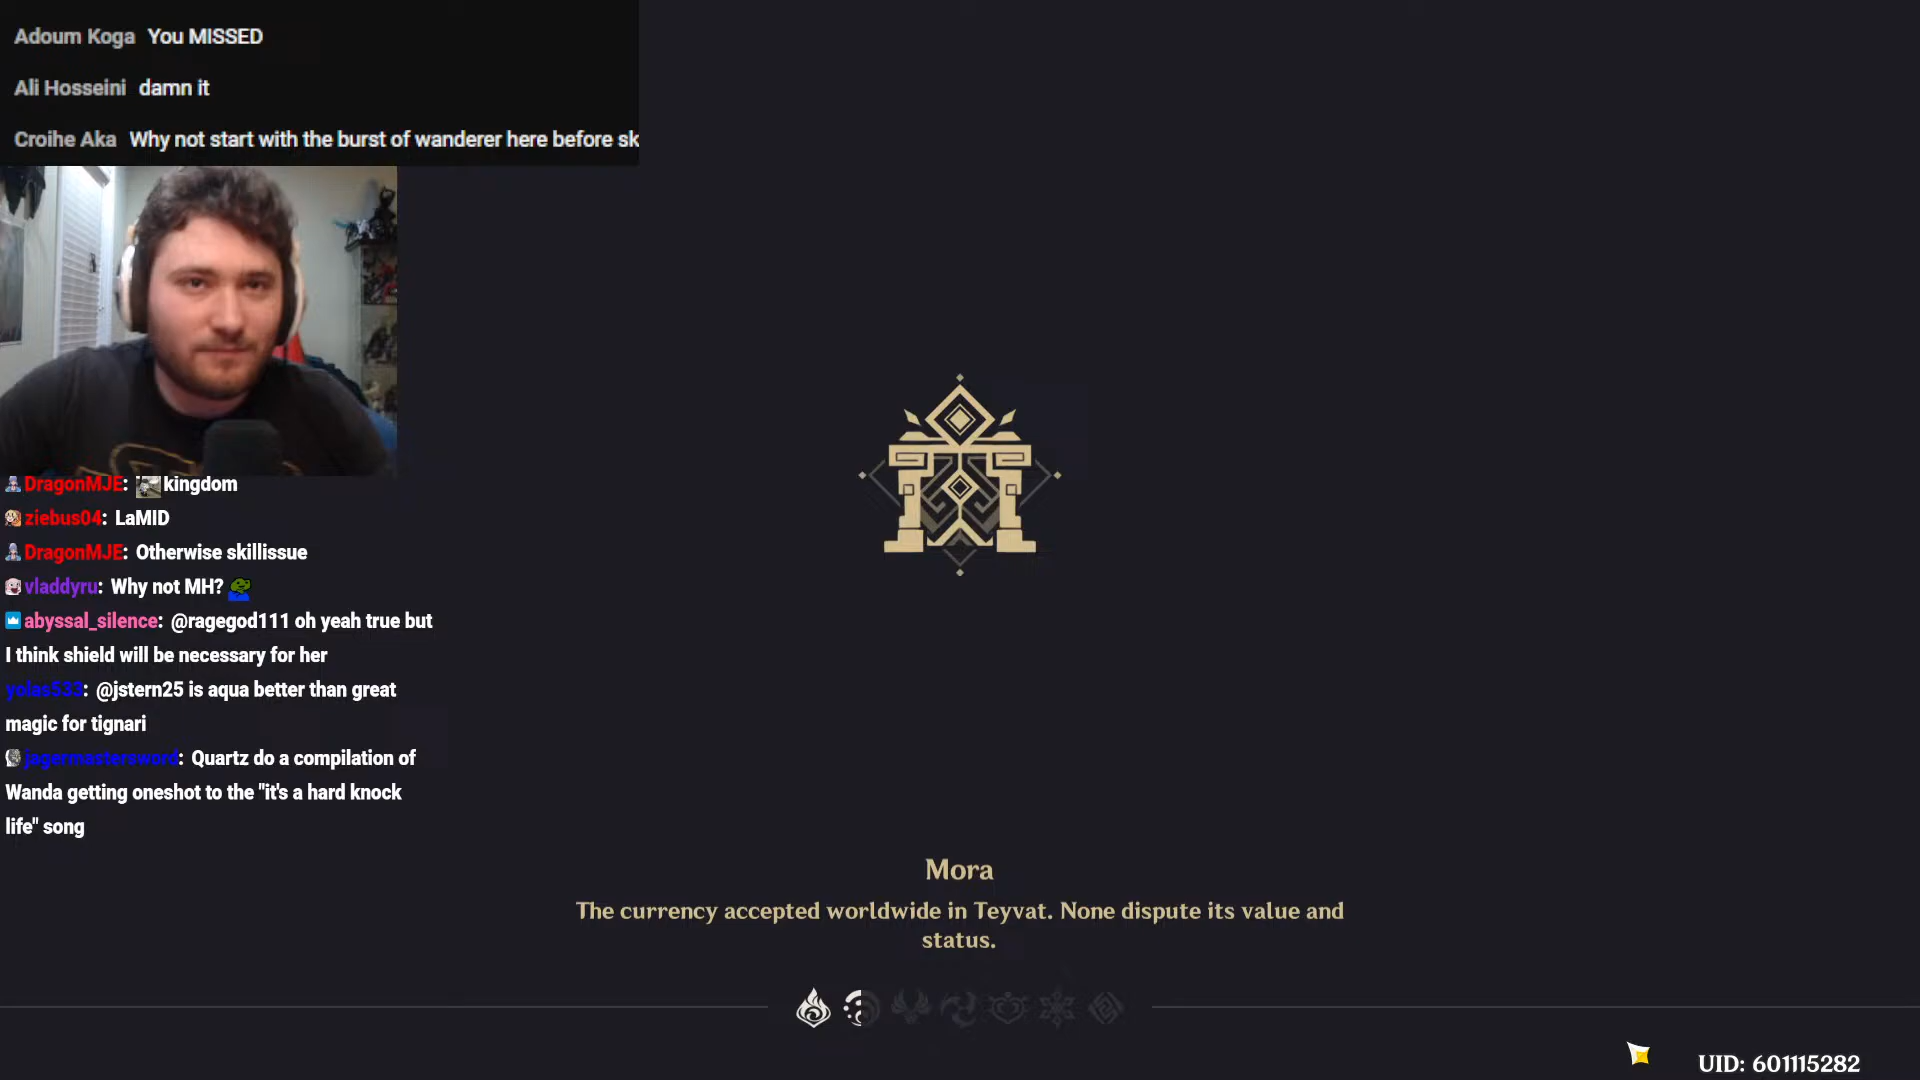 Adoum Koga You MISSED
Ali Hosseini damn it
Croihe Aka Why not start with the burst of wanderer here before sk
DragonMJE: kingdom
ziebus04: LaMID
DragonMJE: Otherwise skillissue
vladdyru: Why not MH?
abyssal_silence: @ragegod111 oh yeah true but
I think shield will be necessary for her
yolas533: @jstern25 is aqua better than great
magic for tignari
jagermastersword: Quartz do a compilation of
Wanda getting oneshot to the "it's a hard knock
life" song
Mora
The currency accepted worldwide in Teyvat. None dispute its value and
status.
UID: 601115282